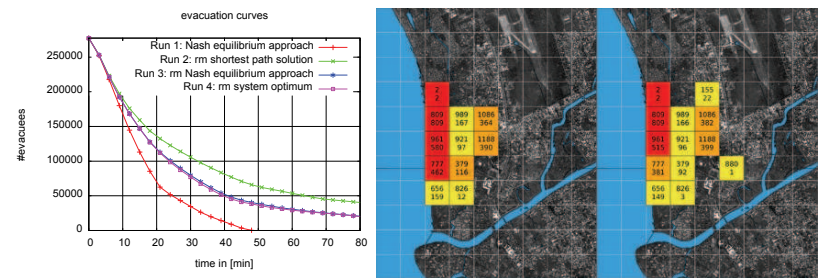 evacuation curves
Run 1: Nash equilibrium approach
Run 2: rm shortest path solution
Run 3: rm Nash equilibrium approach
Run 4: rm system optimum
250000
200000
150000
100000
50000
0
#evacuees
0 10 20 30 40 50 60 70 80
time in [min]
2
2
809 989 1086
809 167 364
961 921 1188
560 97 390
777 379
482 116
656 826
159 12
2 155
2 22
809 989 1086
809 166 382
961 921 1188
515 96 399
777 379 880
381 92 1
656 826
149 3